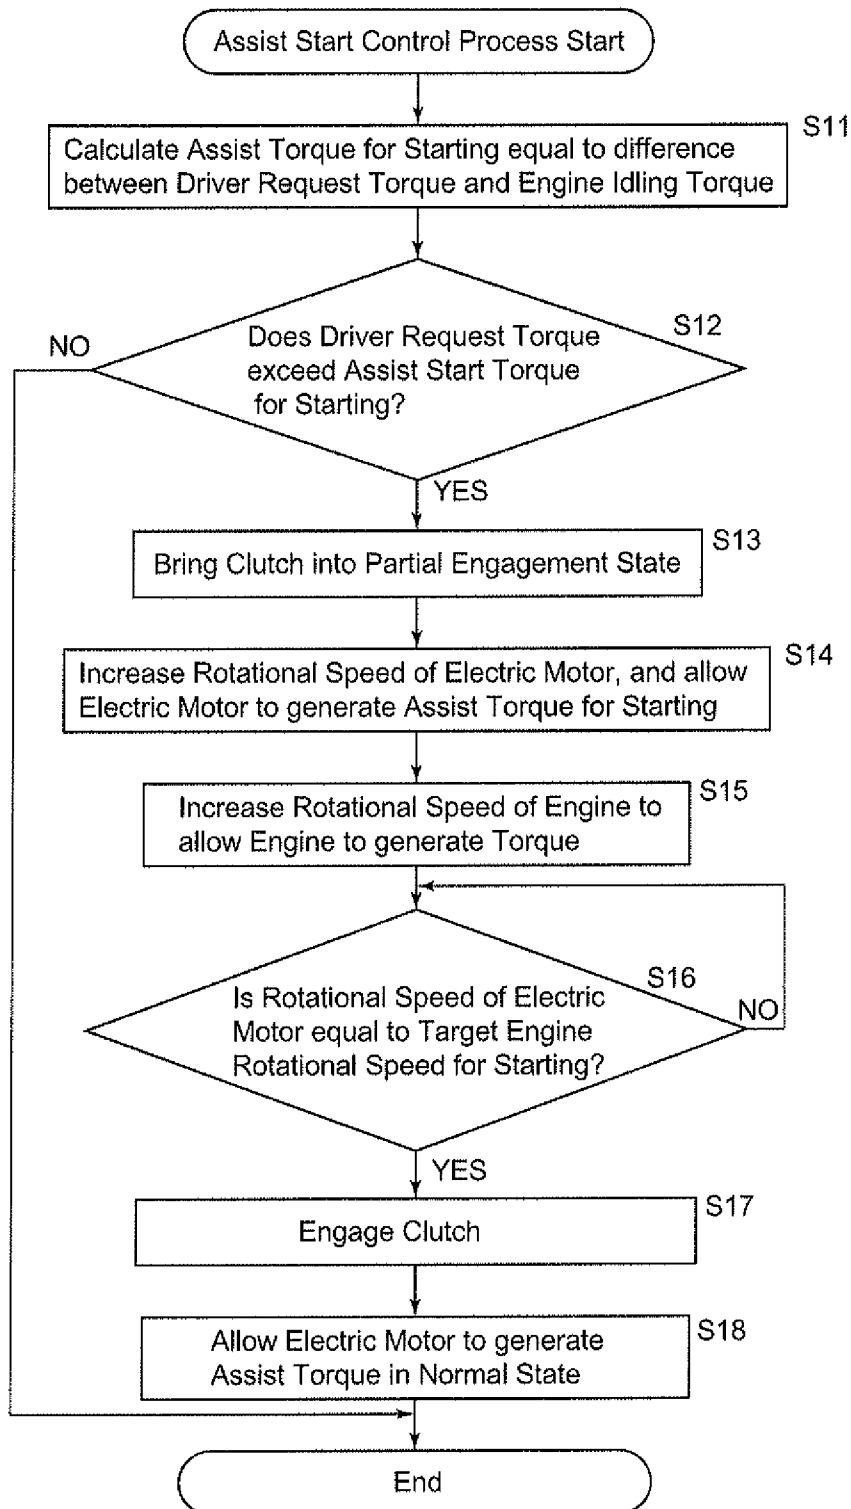 Assist Start Control Process Start
S11
Calculate Assist Torque for Starting equal to difference
between Driver Request Torque and Engine Idling Torque
S12
NO
Does Driver Request Torque
exceed Assist Start Torque
for Starting?
YES
S13
Bring Clutch into Partial Engagement State
S14
Increase Rotational Speed of Electric Motor, and allow
Electric Motor to generate Assist Torque for Starting
S15
Increase Rotational Speed of Engine to
allow Engine to generate Torque
S16
Is Rotational Speed of Electric
Motor equal to Target Engine
Rotational Speed for Starting?
NO
YES
S17
Engage Clutch
S18
Allow Electric Motor to generate
Assist Torque in Normal State
End